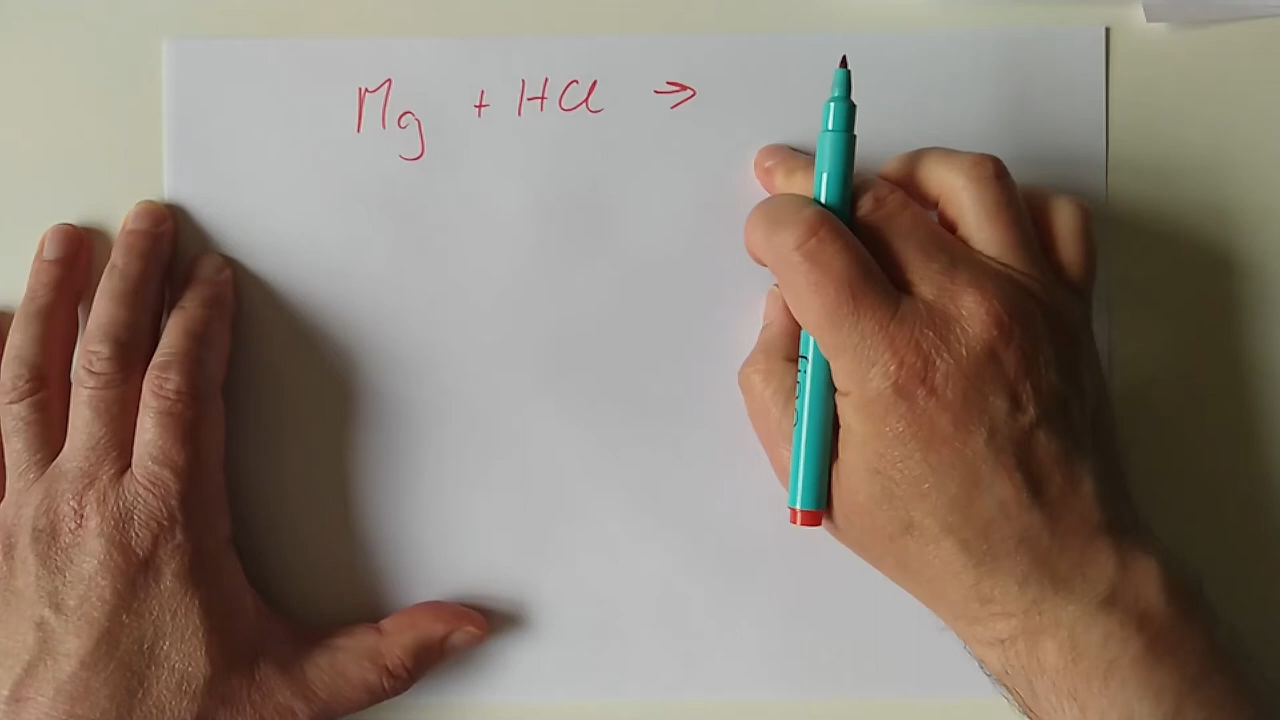 Mg + HCl →